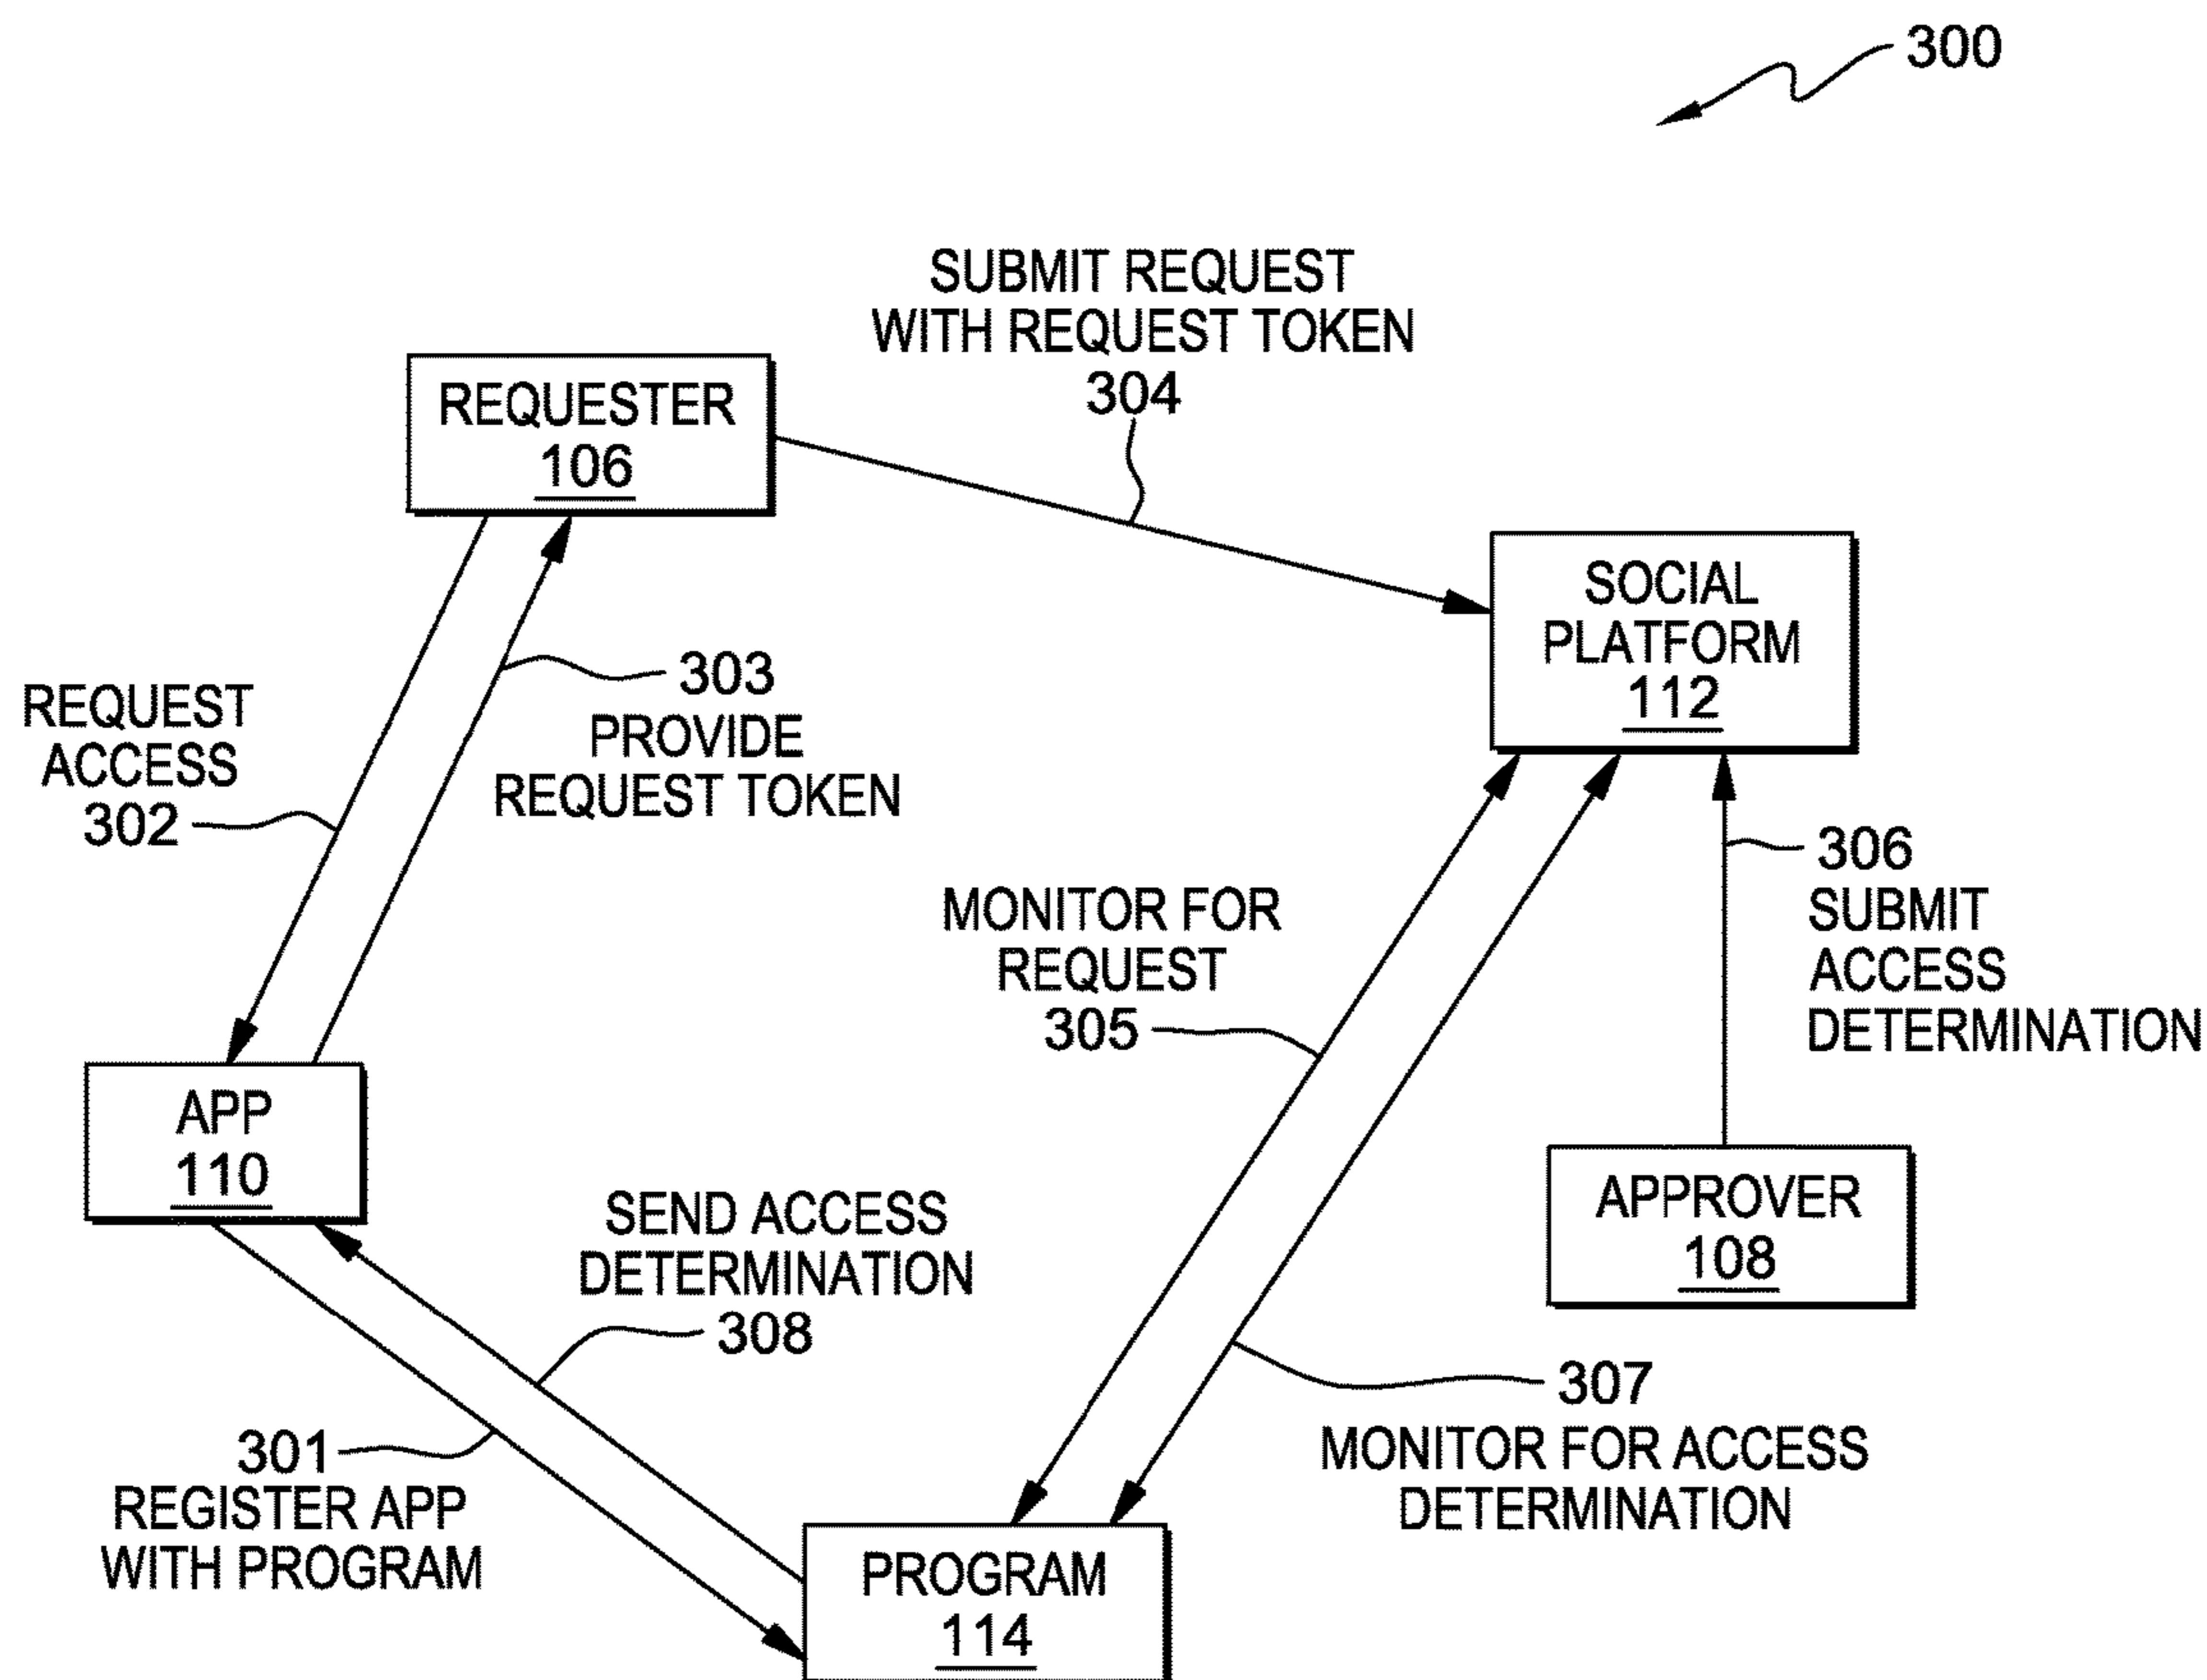 300
SUBMIT REQUEST
WITH REQUEST TOKEN
304
REQUESTER
106
SOCIAL
PLATFORM
112
303
PROVIDE
REQUEST TOKEN
REQUEST
ACCESS
302
306
SUBMIT
ACCESS
DETERMINATION
MONITOR FOR
REQUEST
305
APP
110
APPROVER
108
SEND ACCESS
DETERMINATION
308
307
MONITOR FOR ACCESS
DETERMINATION
301
REGISTER APP
WITH PROGRAM
PROGRAM
114